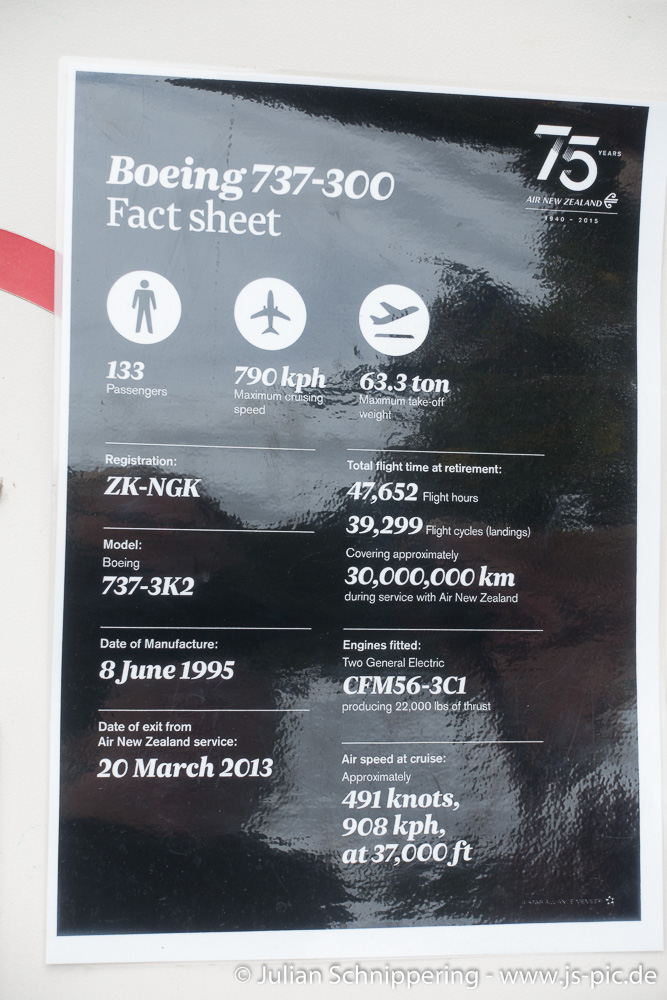 75 YEARS
AIR NEW ZEALAND
1940 - 2015
Boeing 737-300
Fact sheet
133
Passengers
790 kph
Maximum cruising
speed
63.3 ton
Maximum take-off
weight
Registration:
ZK-NGK
Model:
Boeing
737-3K2
Date of Manufacture:
8 June 1995
Date of exit from
Air New Zealand service:
20 March 2013
Total flight time at retirement:
47,652 Flight hours
39,299 Flight cycles (landings)
Covering approximately
30,000,000 km
during service with Air New Zealand
Engines fitted:
Two General Electric
CFM56-3C1
producing 22,000 lbs of thrust
Air speed at cruise:
Approximately
491 knots,
908 kph,
at 37,000 ft
A STAR ALLIANCE MEMBER
© Julian Schnippering - www.js-pic.de